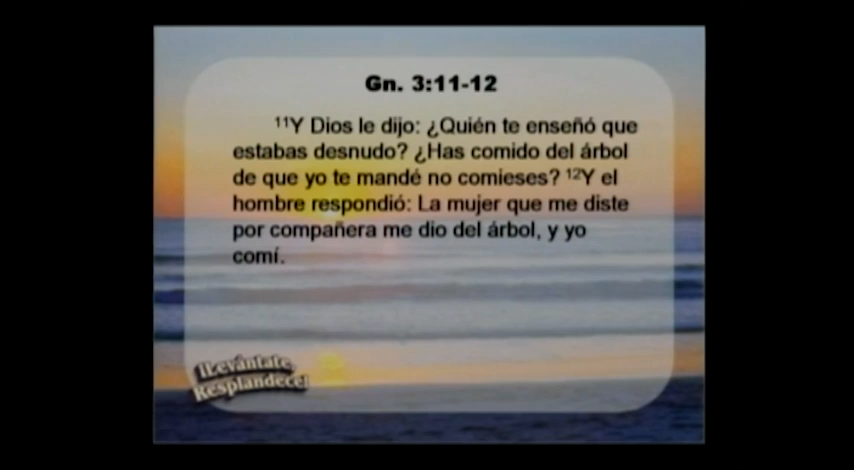 Gn. 3:11-12
¹¹Y Dios le dijo: ¿Quién te enseñó que
estabas desnudo? ¿Has comido del árbol
de que yo te mandé no comieses? ¹²Y el
hombre respondió: La mujer que me diste
por compañera me dio del árbol, y yo
comí.
¡Levántate,
Resplandece!